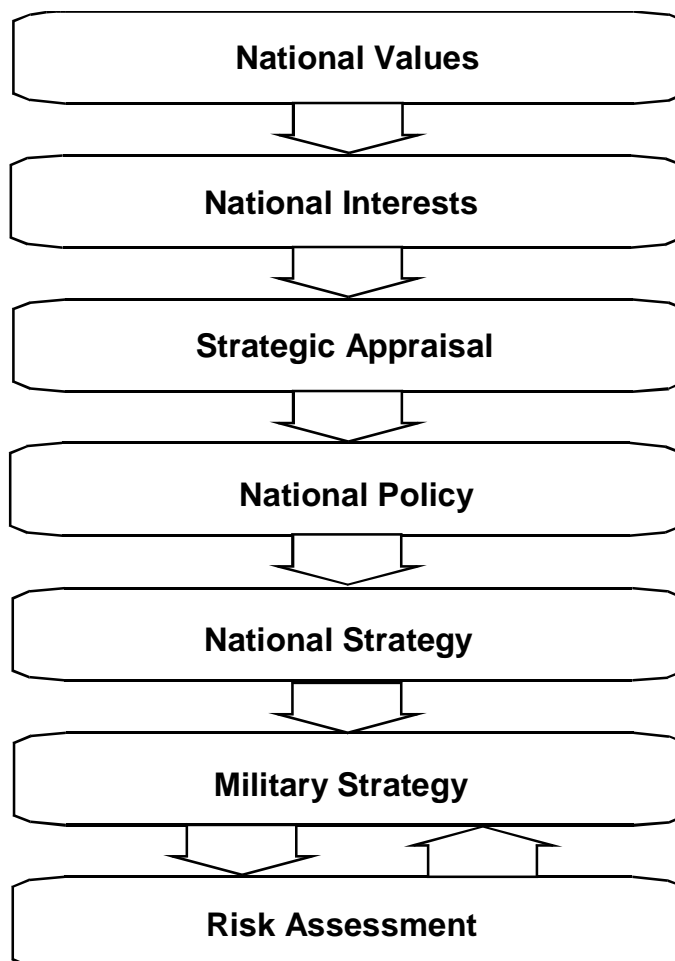 National Values
National Interests
Strategic Appraisal
National Policy
National Strategy
Military Strategy
Risk Assessment